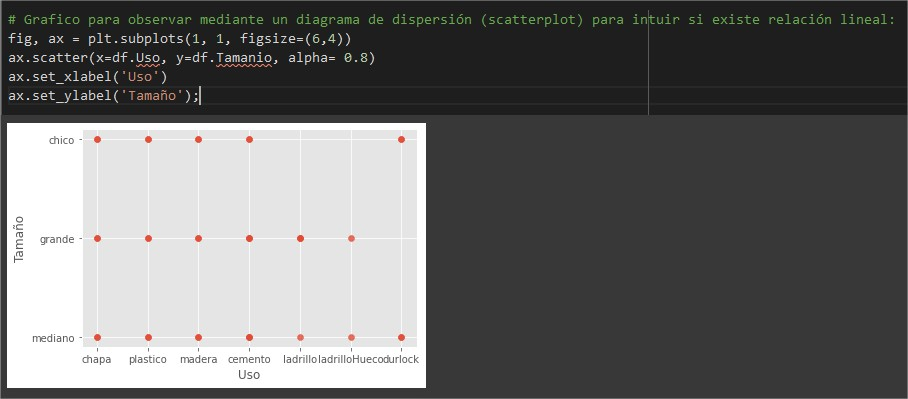 # Grafico para observar mediante un diagrama de dispersión (scatterplot) para intuir si existe relación lineal:
fig, ax = plt.subplots(1, 1, figsize=(6,4))
ax.scatter(x=df.Uso, y=df.Tamanio, alpha= 0.8)
ax.set_xlabel('Uso')
ax.set_ylabel('Tamaño');
chico
grande
mediano
Tamaño
chapa plastico madera cemento ladrillo ladrilloHueco durlock
Uso